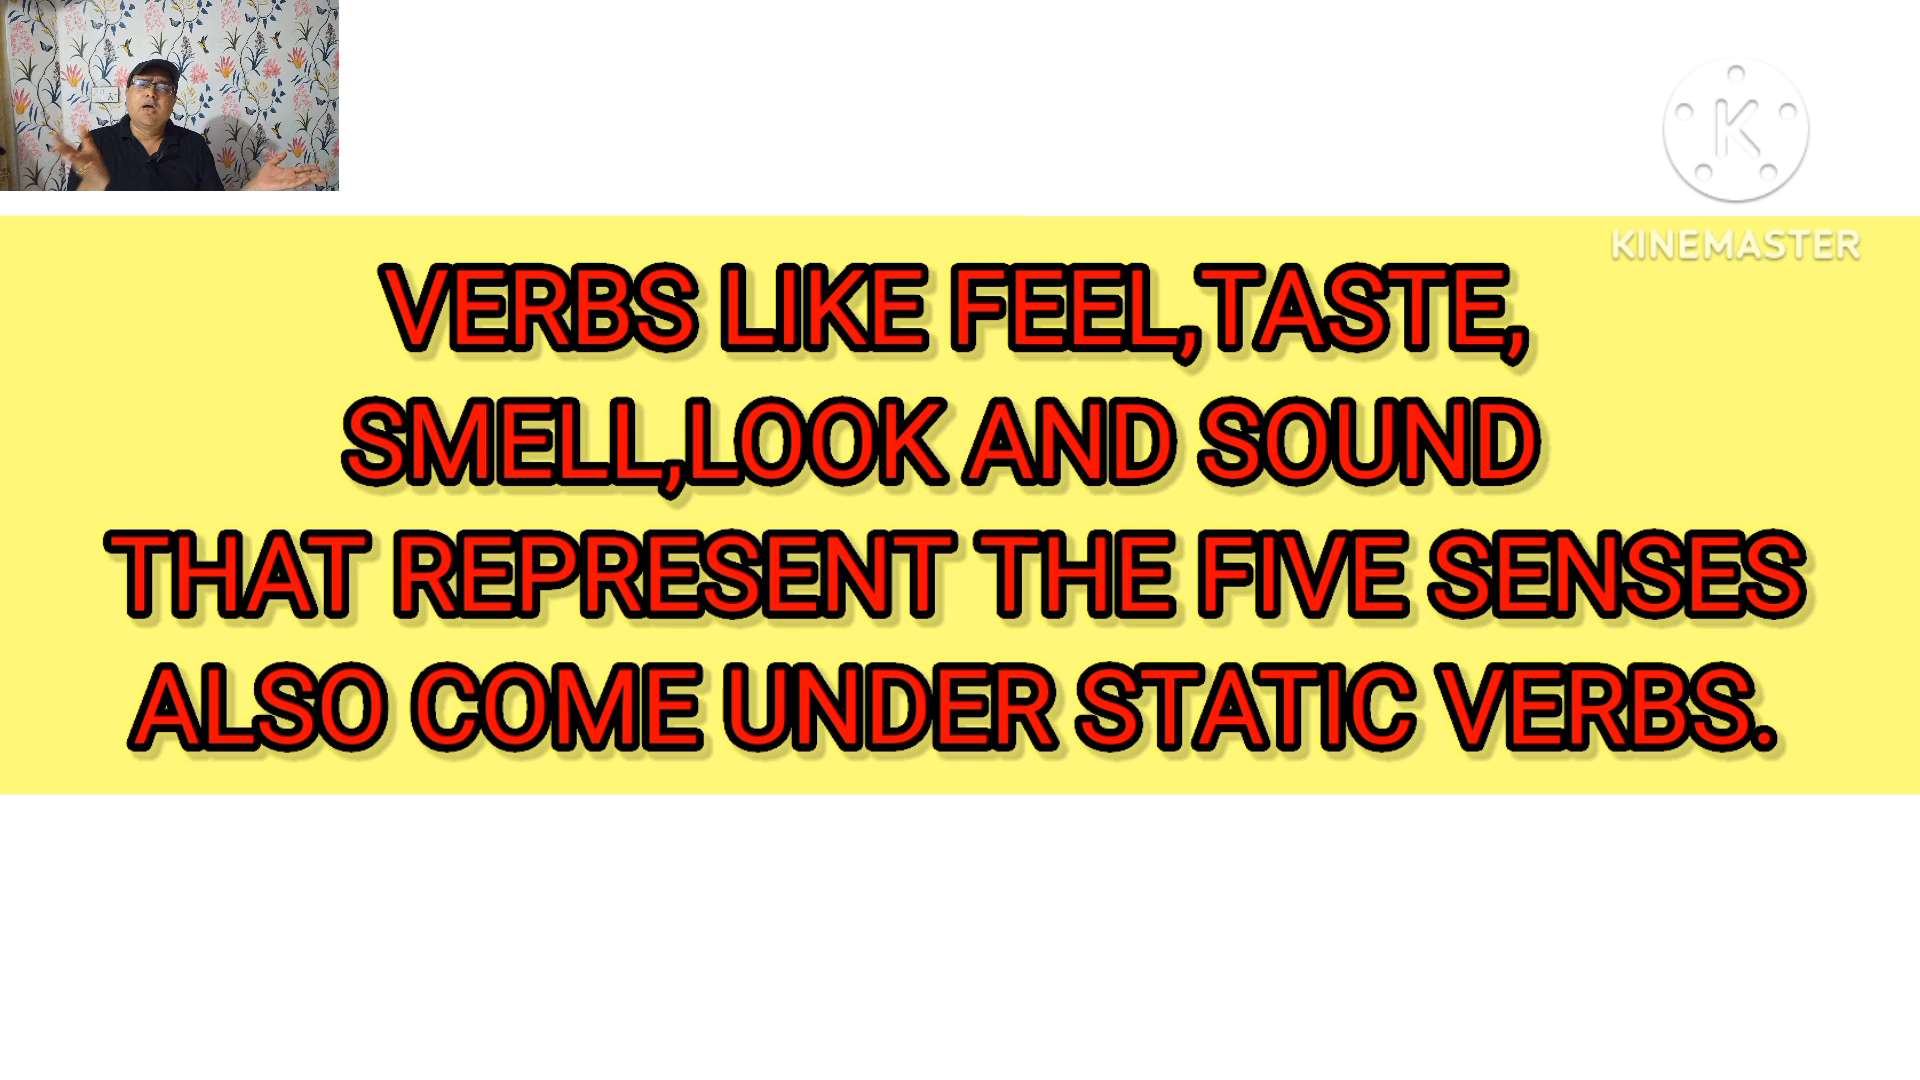 K
KINEMASTER
VERBS LIKE FEEL,TASTE,
SMELL,LOOK AND SOUND
THAT REPRESENT THE FIVE SENSES
ALSO COME UNDER STATIC VERBS.